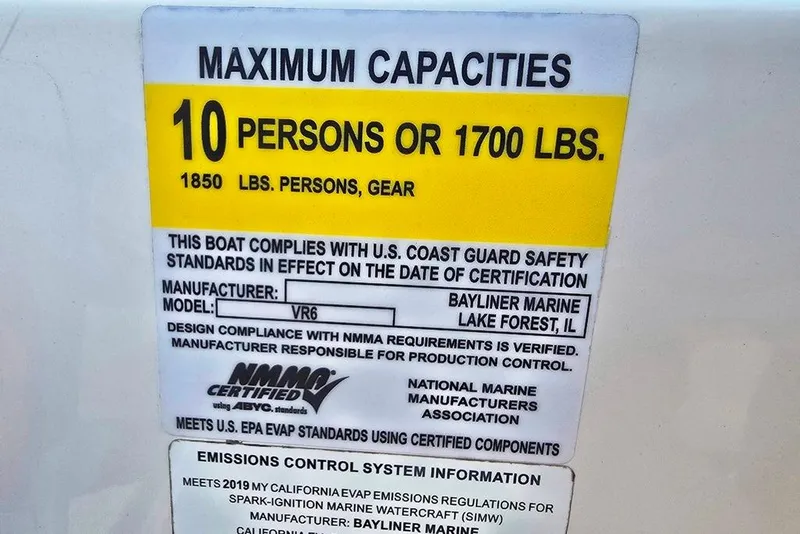 MAXIMUM CAPACITIES
10 PERSONS OR 1700 LBS.
1850 LBS. PERSONS, GEAR
THIS BOAT COMPLIES WITH U.S. COAST GUARD SAFETY
STANDARDS IN EFFECT ON THE DATE OF CERTIFICATION
MANUFACTURER: BAYLINER MARINE
LAKE FOREST, IL
MODEL: VR6
DESIGN COMPLIANCE WITH NMMA REQUIREMENTS IS VERIFIED.
MANUFACTURER RESPONSIBLE FOR PRODUCTION CONTROL.
NMMA®
CERTIFIED
using ABYC. standards
NATIONAL MARINE
MANUFACTURERS
ASSOCIATION
MEETS U.S. EPA EVAP STANDARDS USING CERTIFIED COMPONENTS
EMISSIONS CONTROL SYSTEM INFORMATION
MEETS 2019 MY CALIFORNIA EVAP EMISSIONS REGULATIONS FOR
SPARK-IGNITION MARINE WATERCRAFT (SIMW)
MANUFACTURER: BAYLINER MARINE
CALIFORNIA